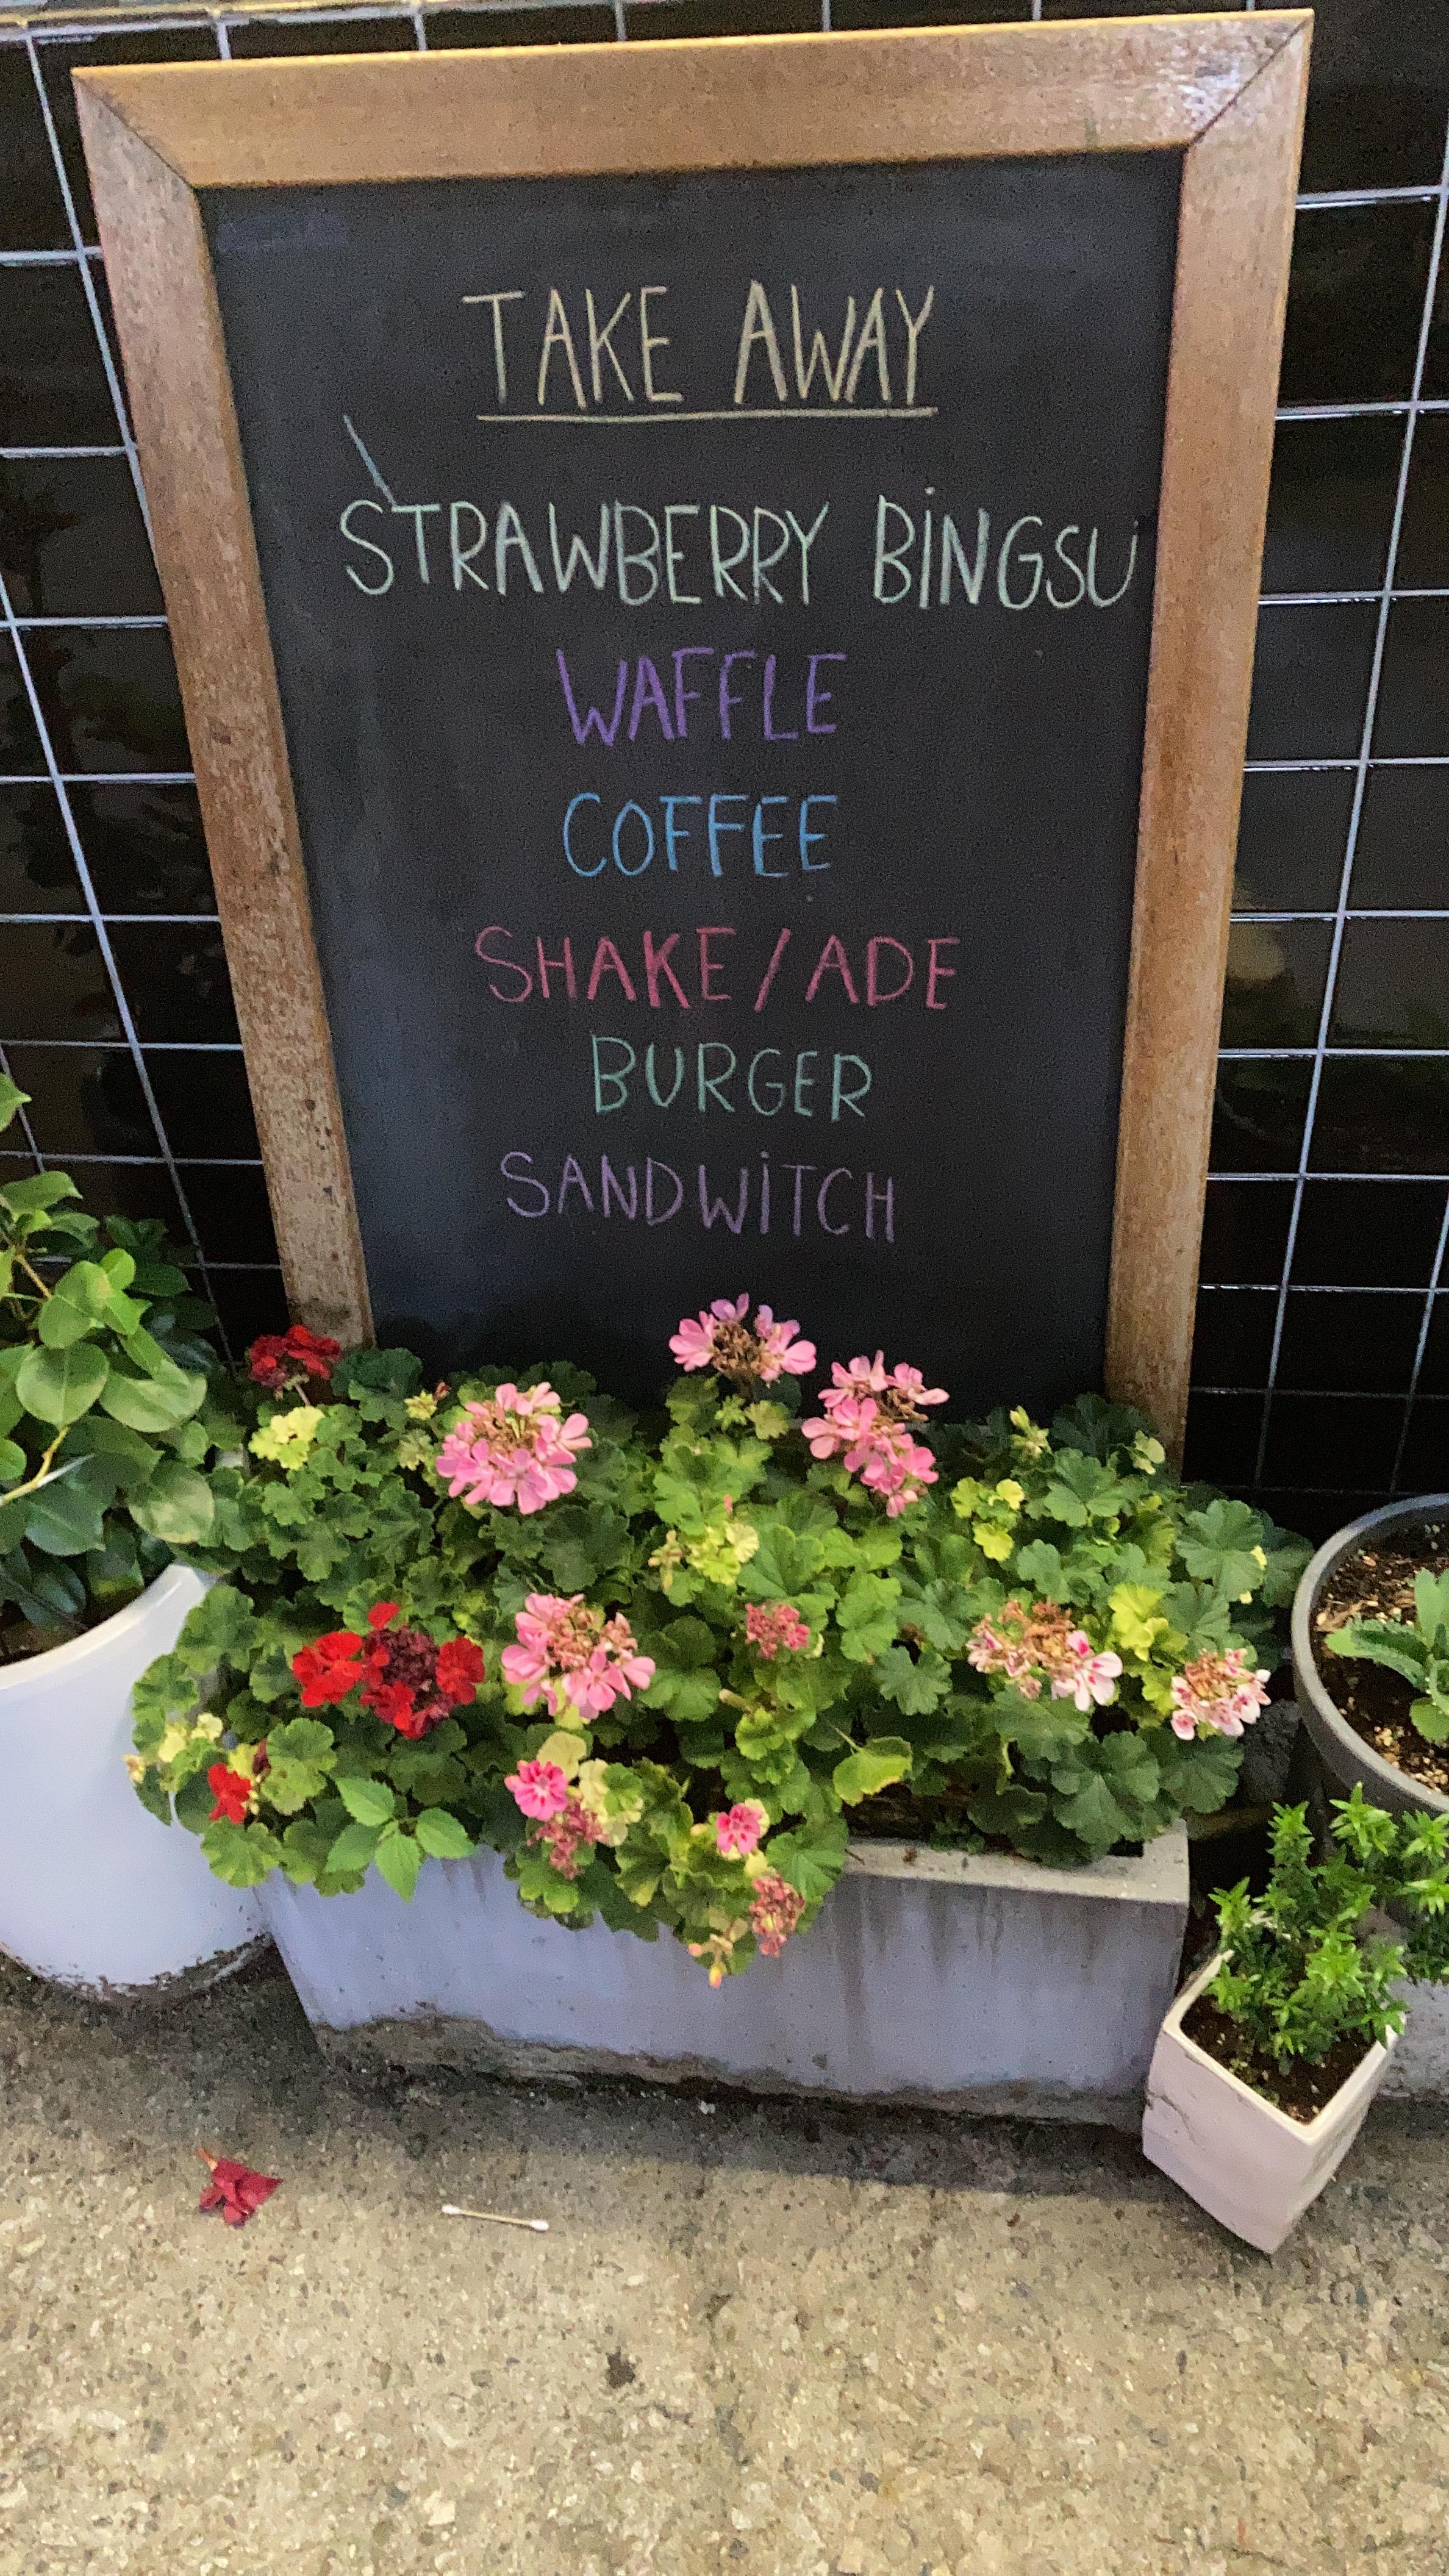 TAKE AWAY
STRAWBERRY BINGSU
WAFFLE
COFFEE
SHAKE/ADE
BURGER
SANDWITCH